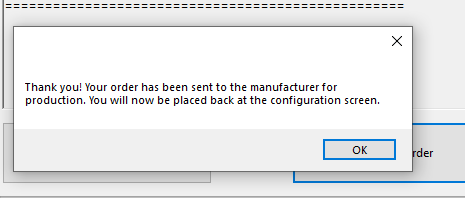 ==================================================
Thank you! Your order has been sent to the manufacturer for
production. You will now be placed back at the configuration screen.
OK
rder